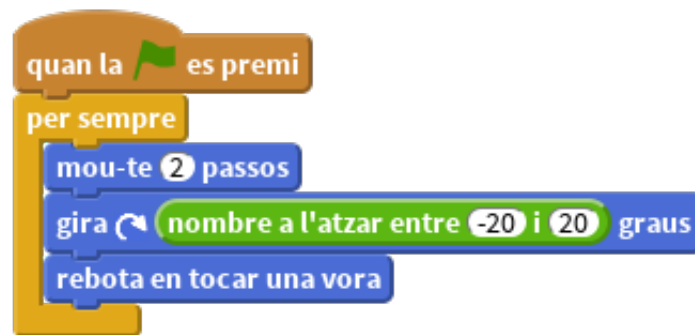 quan la es premi
per sempre
mou-te 2 passos
gira nombre a l'atzar entre -20 i 20 graus
rebota en tocar una vora